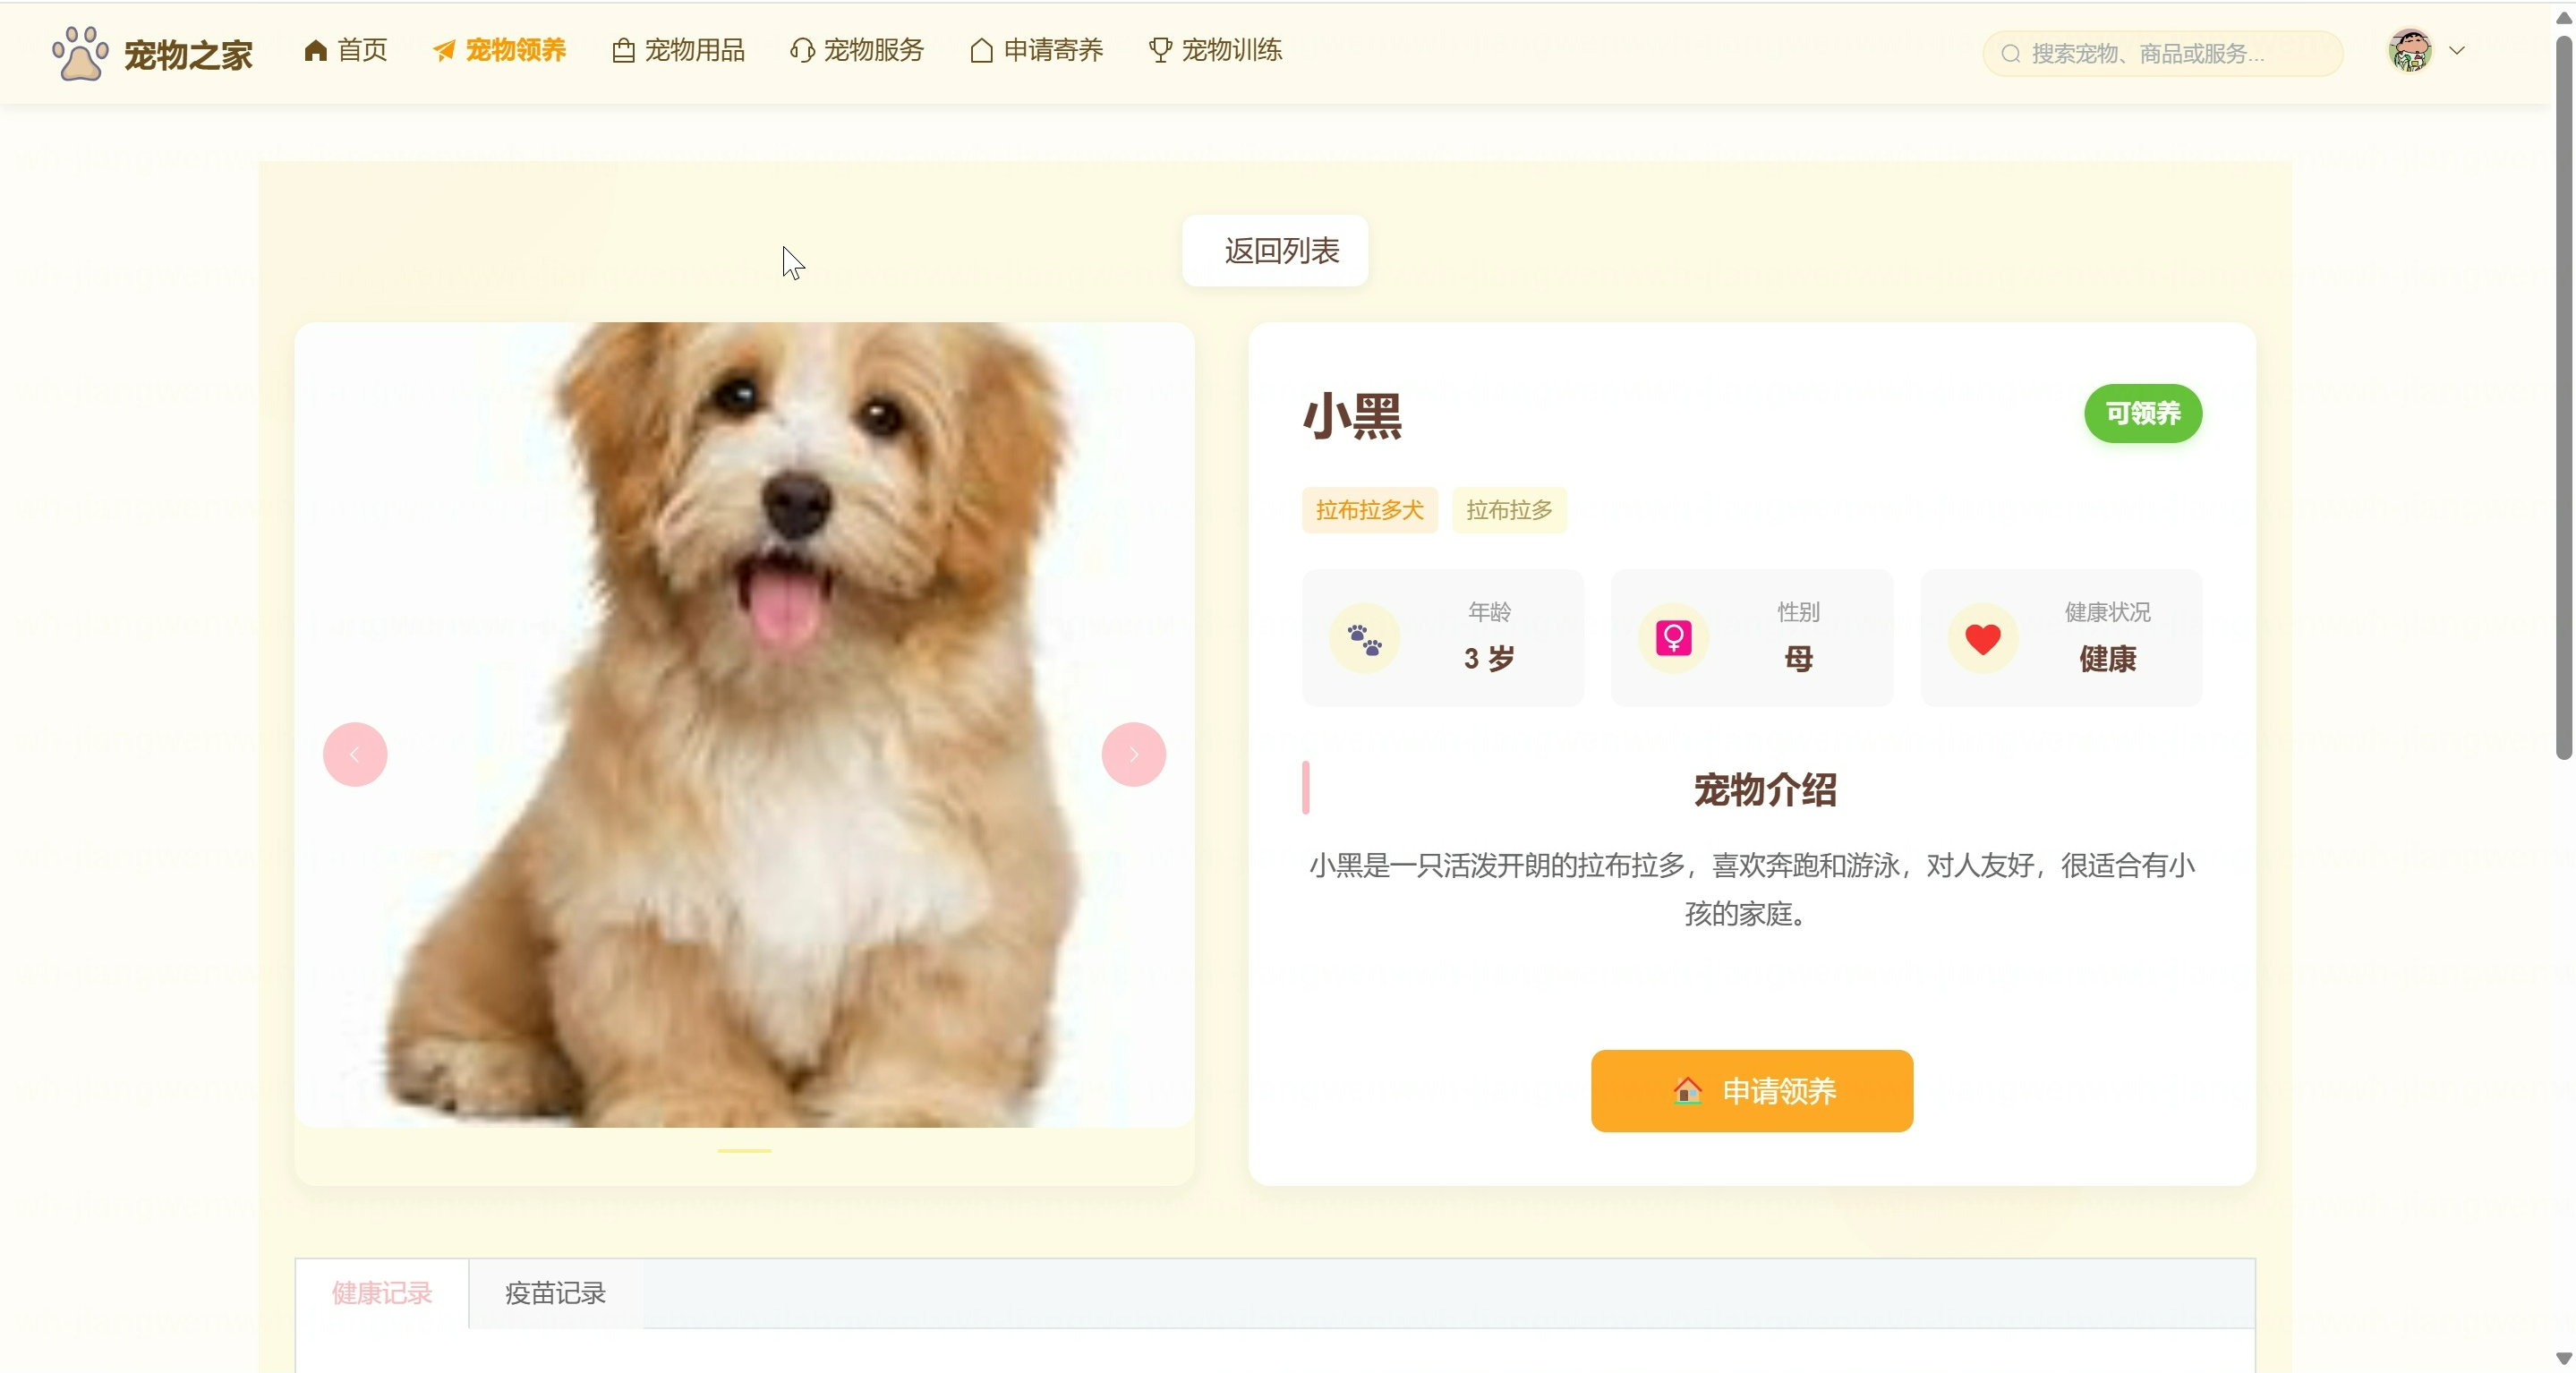 宠物之家 首页 宠物领养 宠物用品 宠物服务 申请寄养 宠物训练 搜索宠物、商品或服务...
返回列表
小黑
可领养
拉布拉多犬 拉布拉多
年龄
3 岁
性别
母
健康状况
健康
宠物介绍
小黑是一只活泼开朗的拉布拉多，喜欢奔跑和游泳，对人友好，很适合有小
孩的家庭。
申请领养
健康记录 疫苗记录